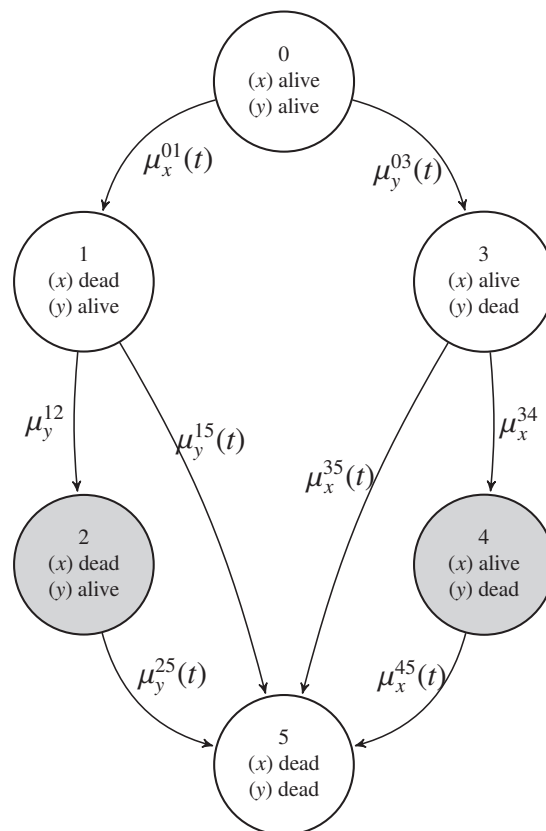 0
(x) alive
(y) alive
μ_x^{01}(t)
μ_y^{03}(t)
1
(x) dead
(y) alive
3
(x) alive
(y) dead
μ_y^{12}
μ_y^{15}(t)
μ_x^{35}(t)
μ_x^{34}
2
(x) dead
(y) alive
4
(x) alive
(y) dead
μ_y^{25}(t)
μ_x^{45}(t)
5
(x) dead
(y) dead